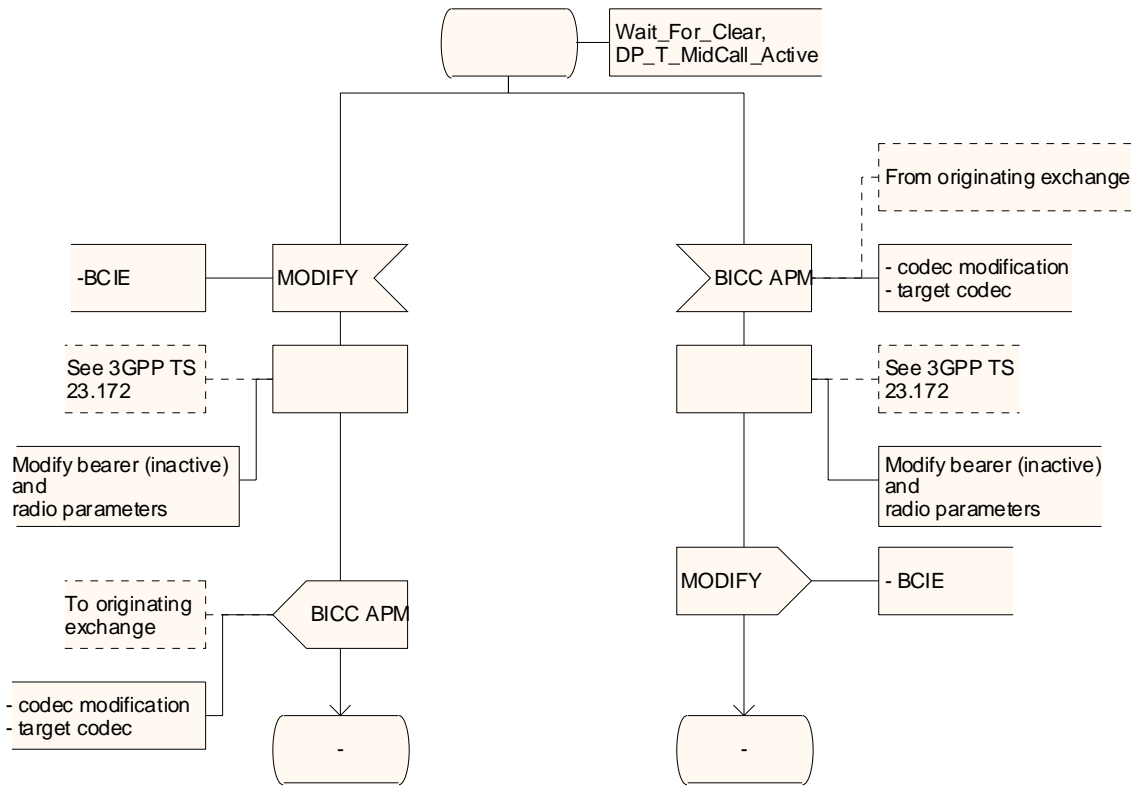 Wait_For_Clear,
DP_T_MidCall_Active
From originating exchange
-BCIE
MODIFY
BICC APM
- codec modification
- target codec
See 3GPP TS
23.172
See 3GPP TS
23.172
Modify bearer (inactive)
and
radio parameters
Modify bearer (inactive)
and
radio parameters
To originating
exchange
BICC APM
MODIFY
- BCIE
- codec modification
- target codec
-
-